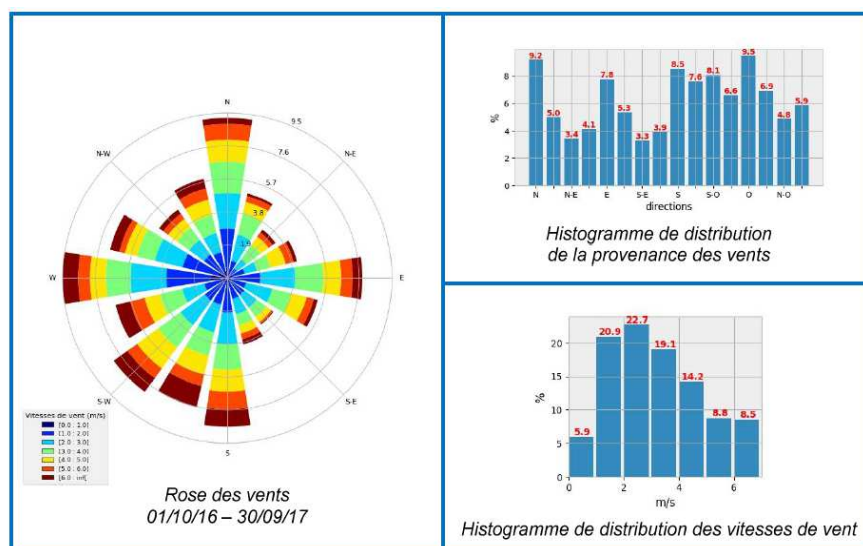 N
9.5
N-W
N-E
7.6
5.7
3.8
1.9
W
E
S-W
S-E
S
Vitesses de vent (m/s)
[0.0 : 1.0[
[1.0 : 2.0[
[2.0 : 3.0[
[3.0 : 4.0[
[4.0 : 5.0[
[5.0 : 6.0[
[6.0 : inf[
Rose des vents
01/10/16 – 30/09/17
9.2 5.0 3.4 4.1 7.8 5.3 3.3 3.9 8.5 7.6 8.1 6.6 9.5 6.9 4.8 5.9
8
6
4
2
0
%
N N-E E S-E S S-O O N-O
directions
Histogramme de distribution
de la provenance des vents
5.9 20.9 22.7 19.1 14.2 8.8 8.5
20
15
10
5
0
%
0 2 4 6
m/s
Histogramme de distribution des vitesses de vent